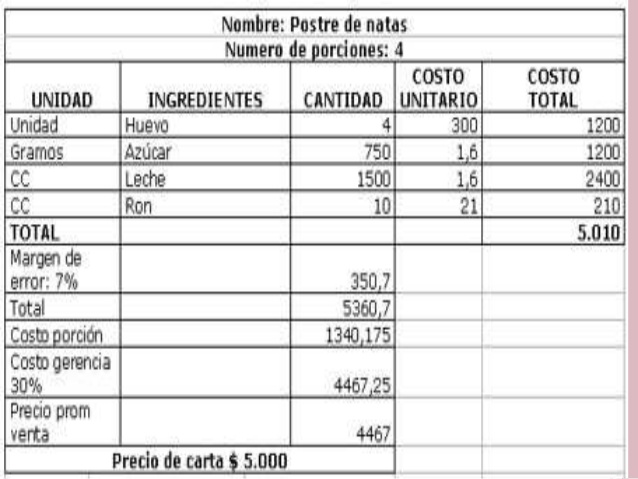 Nombre: Postre de natas
Numero de porciones: 4
UNIDAD INGREDIENTES CANTIDAD COSTO UNITARIO COSTO TOTAL
Unidad Huevo 4 300 1200
Gramos Azúcar 750 1,6 1200
CC Leche 1500 1,6 2400
CC Ron 10 21 210
TOTAL 5.010
Margen de error: 7% 350,7
Total 5360,7
Costo porción 1340,175
Costo gerencia 30% 4467,25
Precio prom venta 4467
Precio de carta $ 5.000